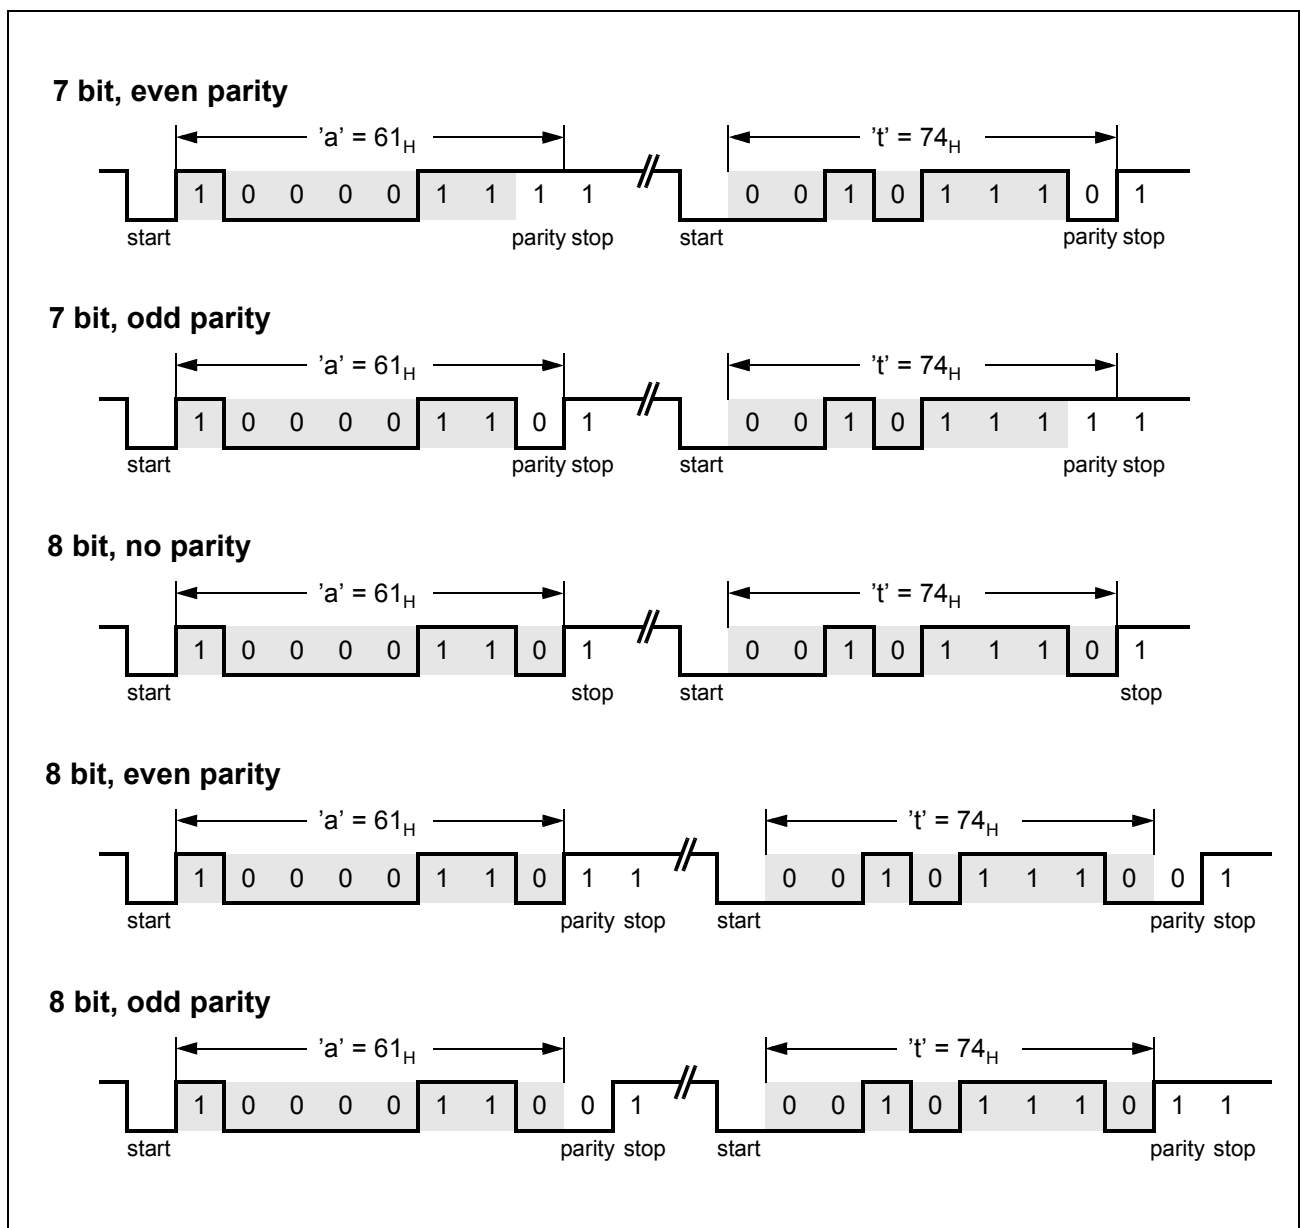 7 bit, even parity
’a’ = 61H ’t’ = 74H
1 0 0 0 0 1 1 1 1 0 0 1 0 1 1 1 0 1
start parity stop start parity stop
7 bit, odd parity
’a’ = 61H ’t’ = 74H
1 0 0 0 0 1 1 0 1 0 0 1 0 1 1 1 1 1
start parity stop start parity stop
8 bit, no parity
’a’ = 61H ’t’ = 74H
1 0 0 0 0 1 1 0 1 0 0 1 0 1 1 1 0 1
start stop start stop
8 bit, even parity
’a’ = 61H ’t’ = 74H
1 0 0 0 0 1 1 0 1 1 0 0 1 0 1 1 1 0 0 1
start parity stop start parity stop
8 bit, odd parity
’a’ = 61H ’t’ = 74H
1 0 0 0 0 1 1 0 0 1 0 0 1 0 1 1 1 0 1 1
start parity stop start parity stop